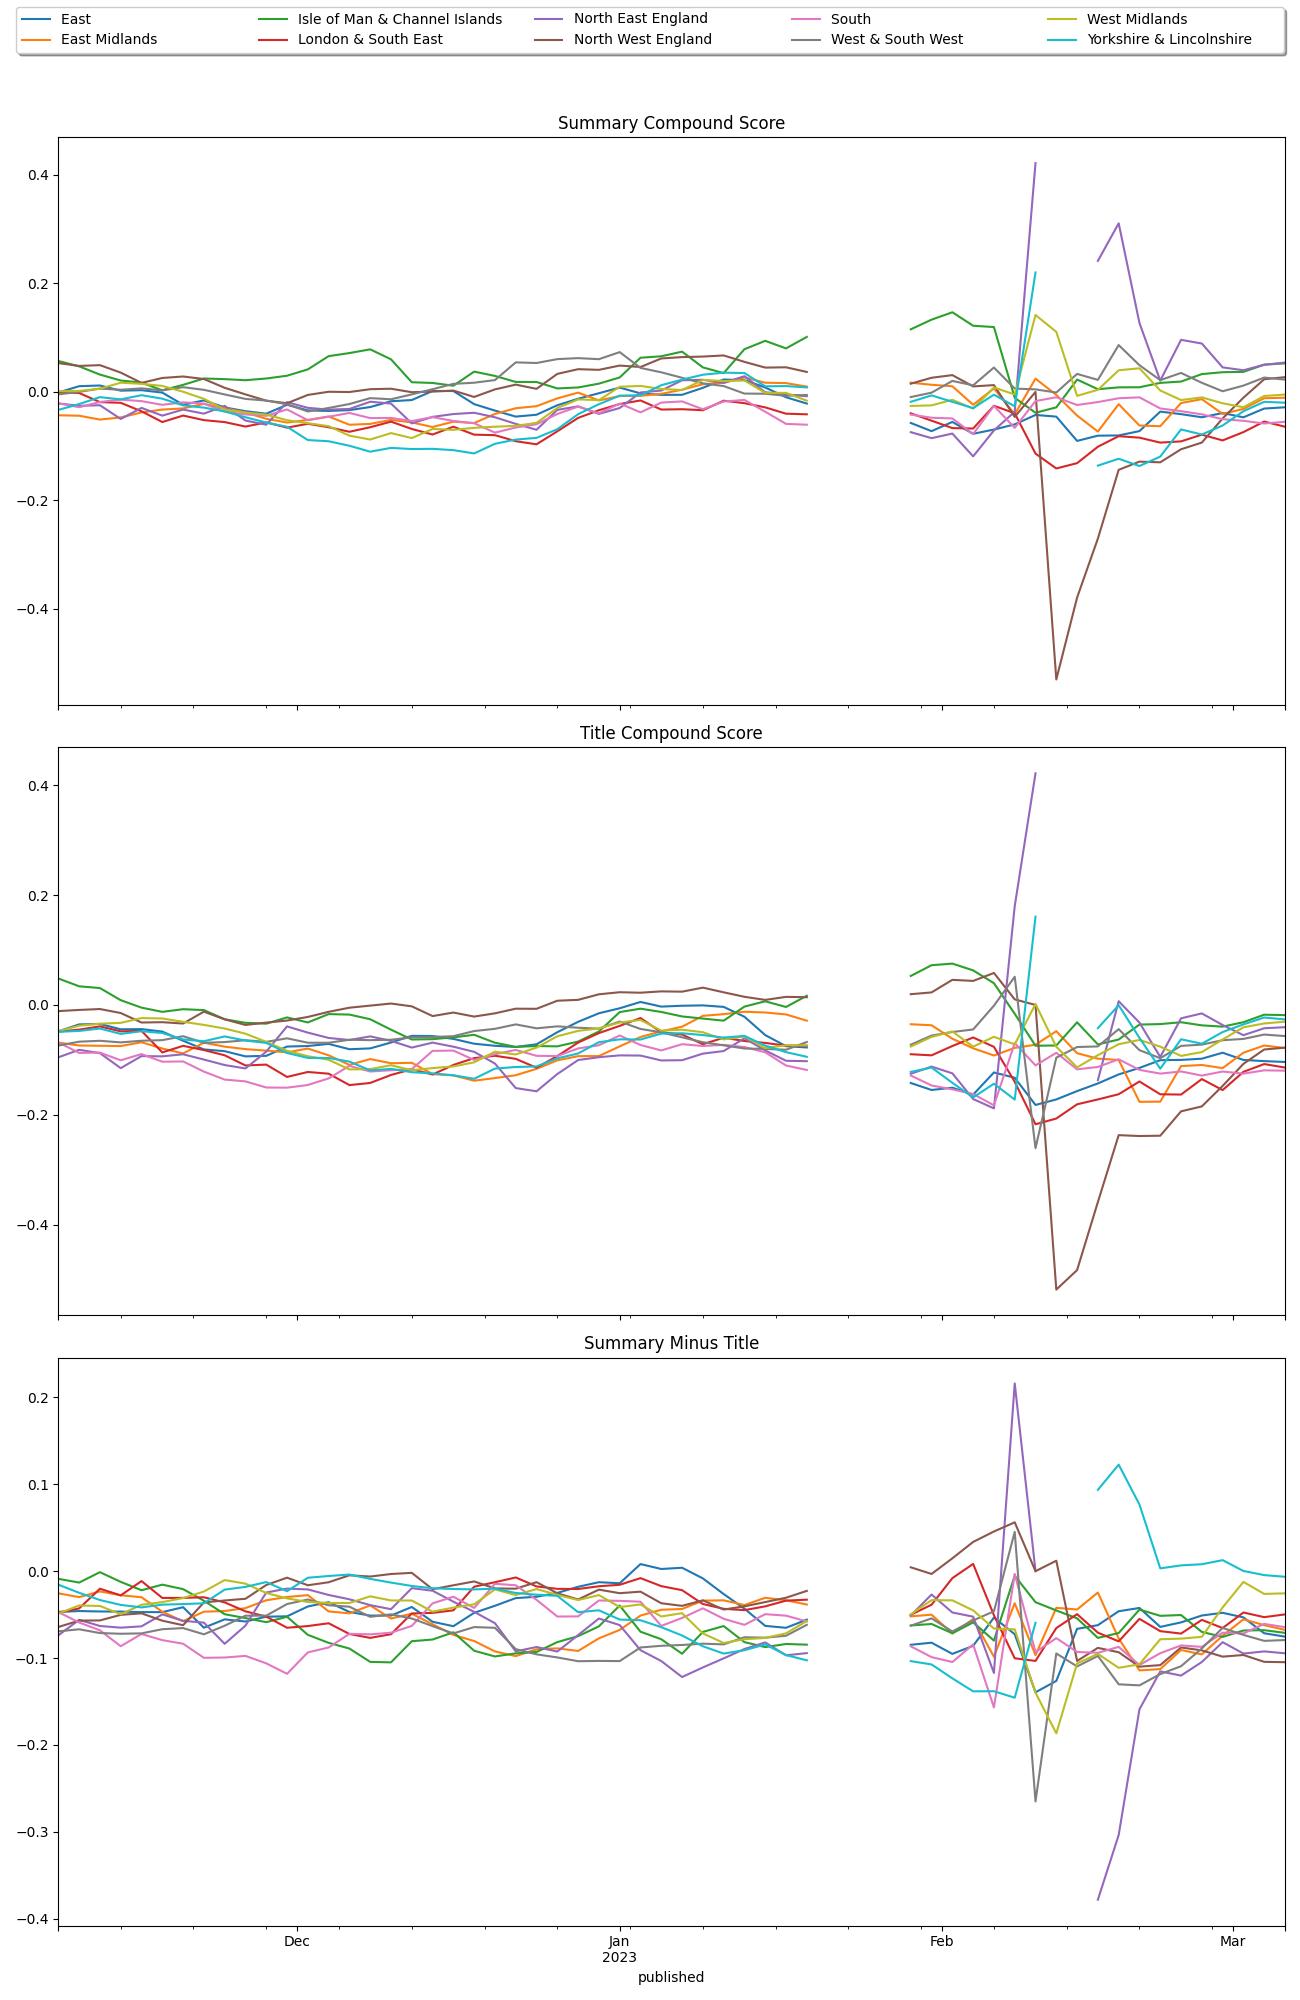 East
East Midlands
Isle of Man & Channel Islands
London & South East
North East England
North West England
South
West & South West
West Midlands
Yorkshire & Lincolnshire
Summary Compound Score
0.4
0.2
0.0
−0.2
−0.4
Title Compound Score
0.4
0.2
0.0
−0.2
−0.4
Summary Minus Title
0.2
0.1
0.0
−0.1
−0.2
−0.3
−0.4
Dec
Jan
2023
Feb
Mar
published